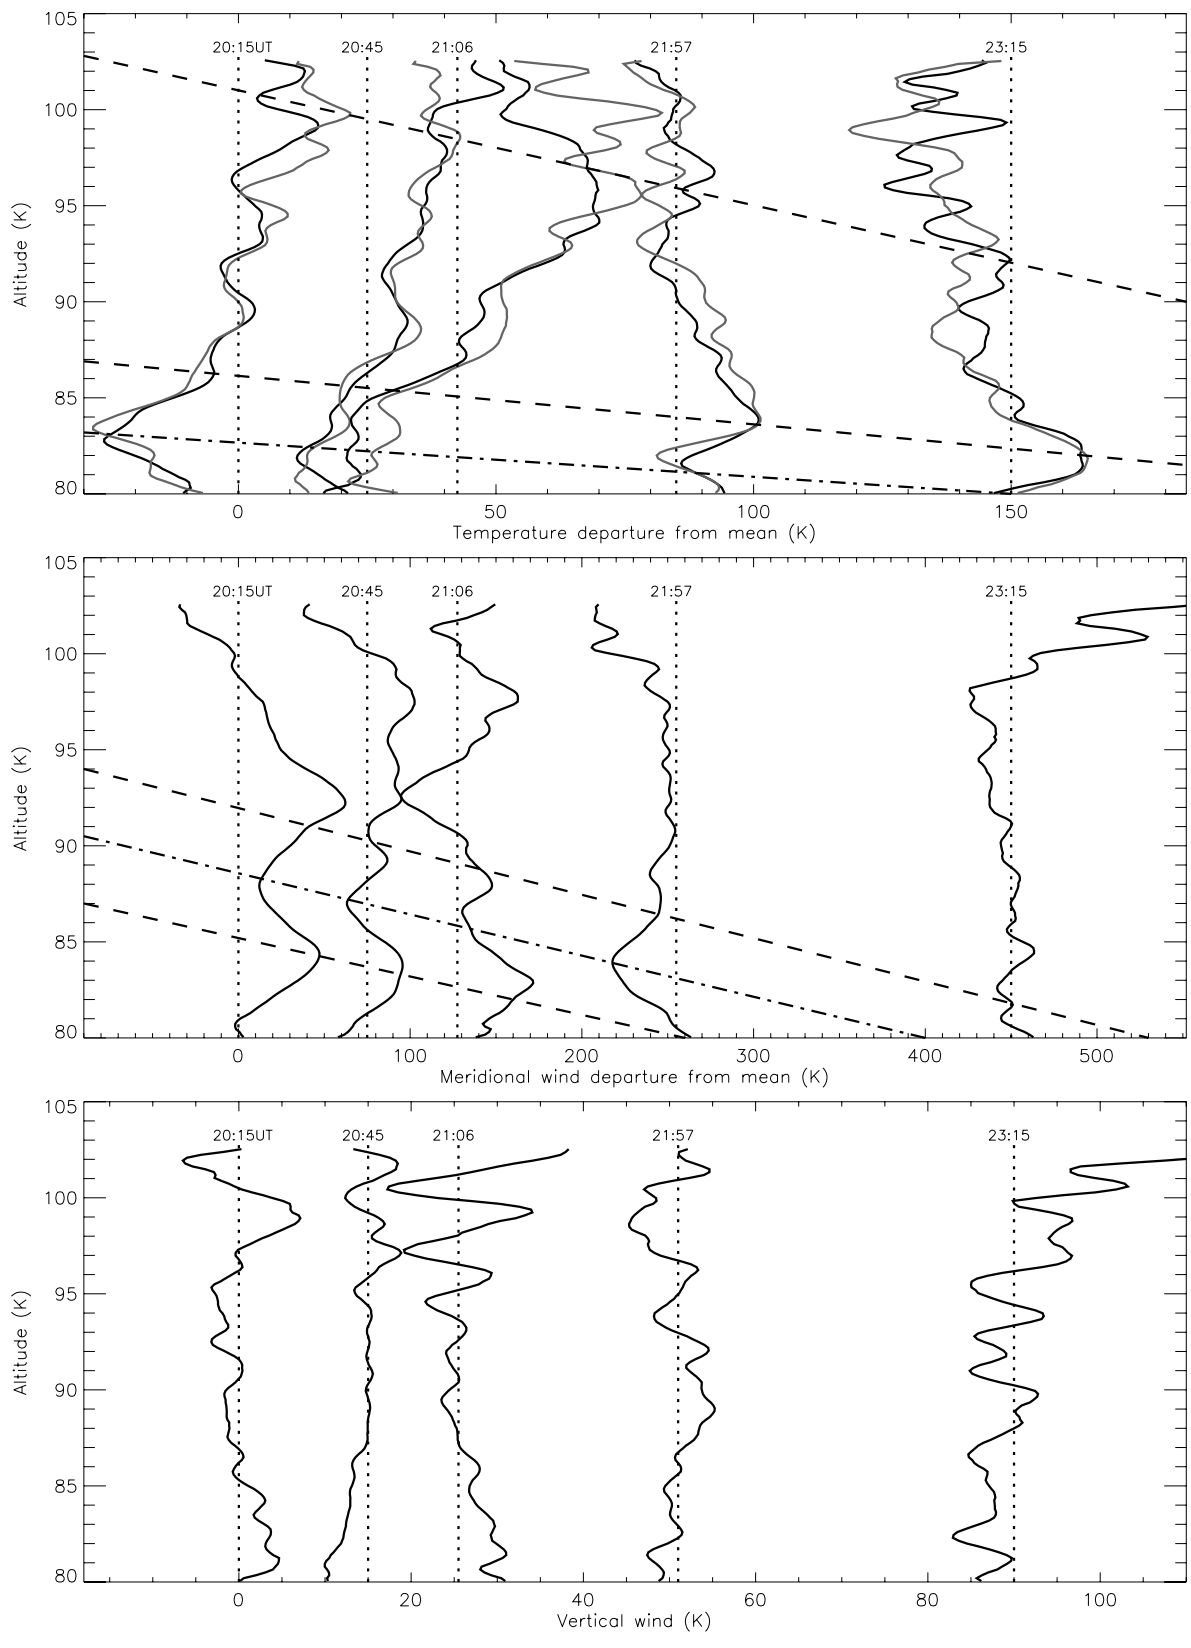 105
20:15UT 20:45 21:06 21:57 23:15
100
95
Altitude (K)
90
85
80
0 50 100 150
Temperature departure from mean (K)
105
20:15UT 20:45 21:06 21:57 23:15
100
95
Altitude (K)
90
85
80
0 100 200 300 400 500
Meridional wind departure from mean (K)
105
20:15UT 20:45 21:06 21:57 23:15
100
95
Altitude (K)
90
85
80
0 20 40 60 80 100
Vertical wind (K)